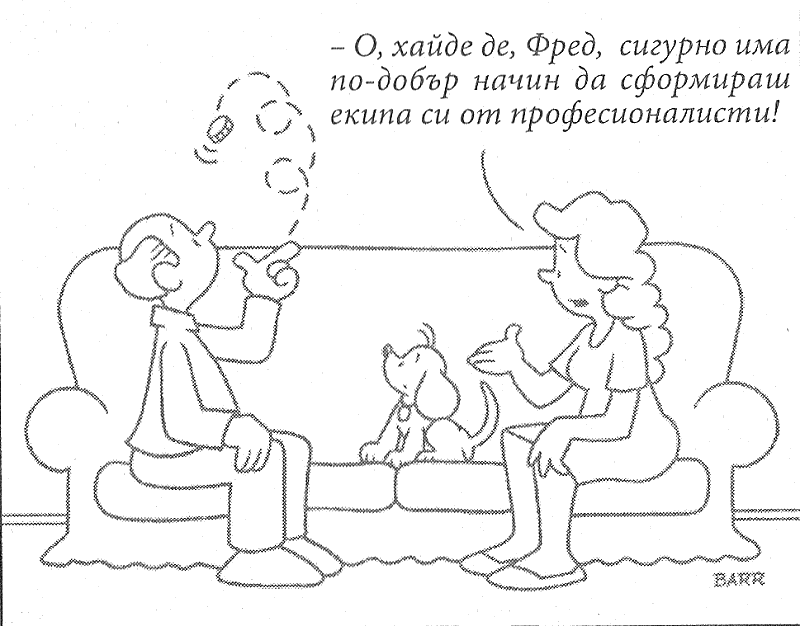 – О, хайде де, Фред, сигурно има
по-добър начин да сформираш
екипа си от професионалисти!
BARR